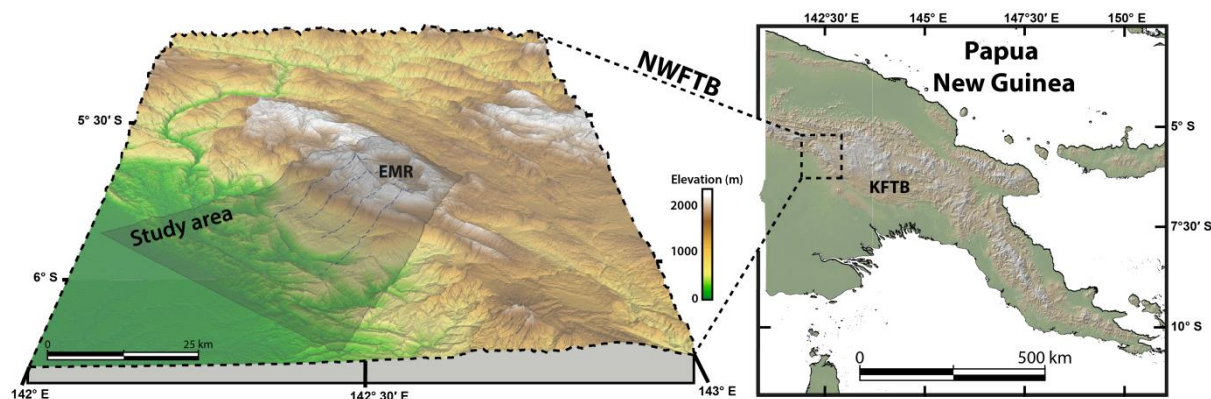 NWFTB
5° 30’ S
6° S
EMR
Study area
Elevation (m)
2000
1000
0
0
25 km
142° E
142°, 30’ E
143° E
142°30’ E
145° E
147°30’ E
150° E
Papua
New Guinea
5° S
7°30’ S
10° S
KFTB
0
500 km